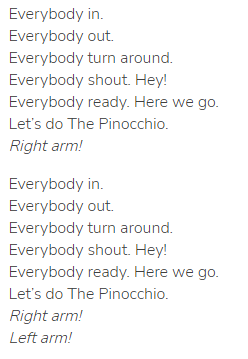 Everybody in.
Everybody out.
Everybody turn around.
Everybody shout. Hey!
Everybody ready. Here we go.
Let’s do The Pinocchio.
Right arm!
Everybody in.
Everybody out.
Everybody turn around.
Everybody shout. Hey!
Everybody ready. Here we go.
Let’s do The Pinocchio.
Right arm!
Left arm!